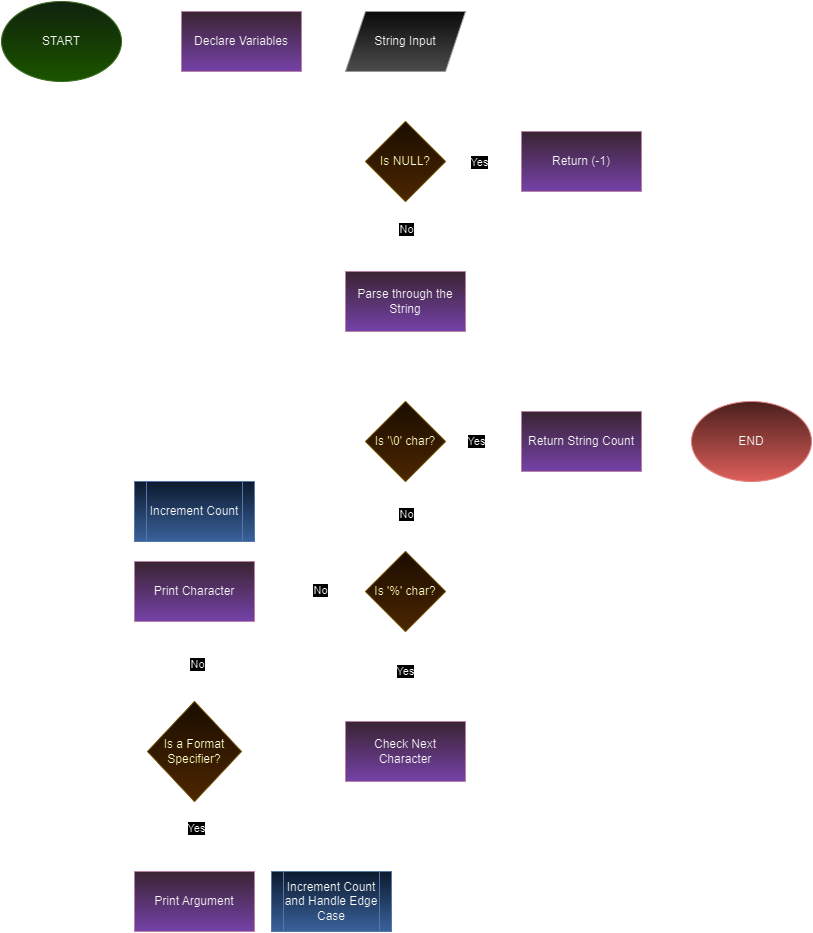 START
Declare Variables
String Input
Is NULL?
Yes
Return (-1)
No
Parse through the
String
Is '\0' char?
Yes
Return String Count
END
Increment Count
No
Print Character
No
Is '%' char?
No
Yes
Is a Format
Specifier?
Check Next
Character
Yes
Print Argument
Increment Count
and Handle Edge
Case